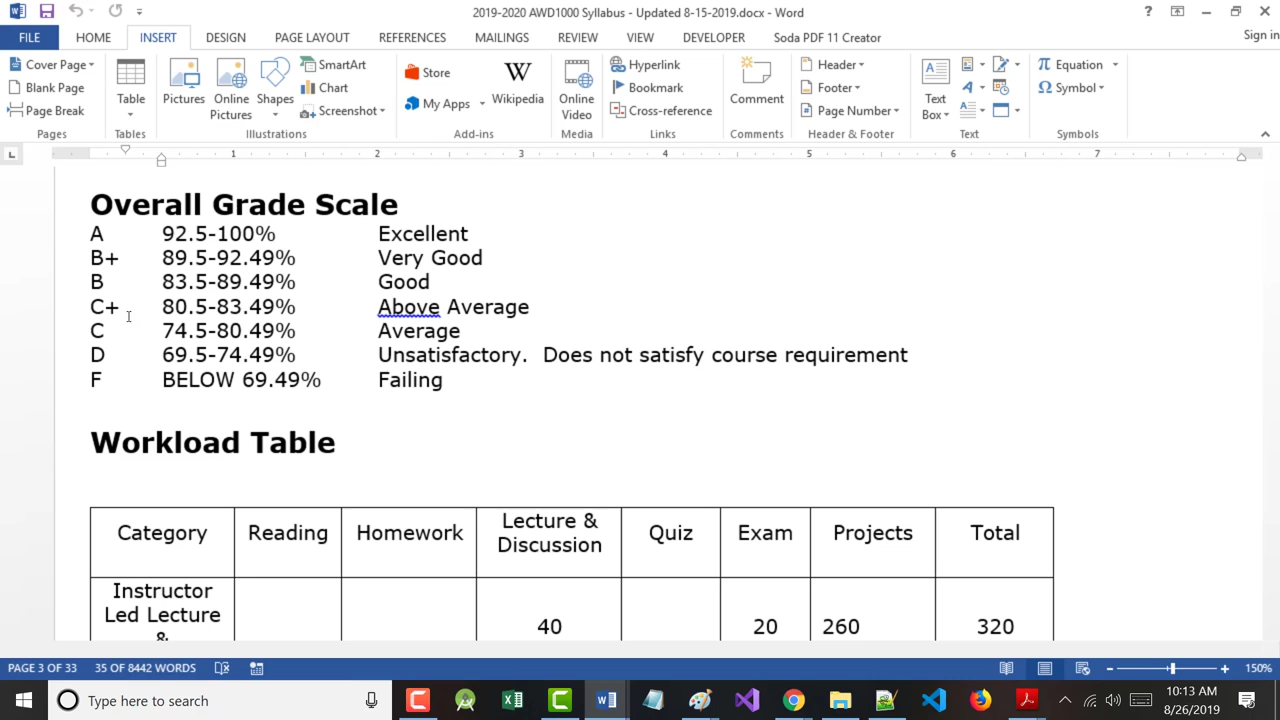 2019-2020 AWD1000 Syllabus - Updated 8-15-2019.docx - Word
FILE HOME INSERT DESIGN PAGE LAYOUT REFERENCES MAILINGS REVIEW VIEW DEVELOPER Soda PDF 11 Creator Sign in
Cover Page
Blank Page
Page Break
Pages
Table
Tables
Pictures
Online Pictures
Shapes
SmartArt
Chart
Screenshot
Illustrations
Store
My Apps
Wikipedia
Add-ins
Online Video
Media
Hyperlink
Bookmark
Cross-reference
Links
Comment
Comments
Header
Footer
Page Number
Header & Footer
Text Box
Text
Equation
Symbol
Symbols
1 2 3 4 5 6 7
Overall Grade Scale
A 92.5-100% Excellent
B+ 89.5-92.49% Very Good
B 83.5-89.49% Good
C+ 80.5-83.49% Above Average
C 74.5-80.49% Average
D 69.5-74.49% Unsatisfactory. Does not satisfy course requirement
F BELOW 69.49% Failing
Workload Table
Category Reading Homework Lecture & Discussion Quiz Exam Projects Total
Instructor
Led Lecture
&
40 20 260 320
PAGE 3 OF 33 35 OF 8442 WORDS 150%
Type here to search
10:13 AM
8/26/2019